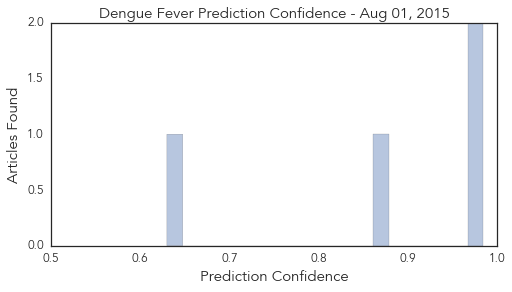 Dengue Fever Prediction Confidence - Aug 01, 2015
2.0
1.5
1.0
0.5
0.0
Articles Found
0.5 0.6 0.7 0.8 0.9 1.0
Prediction Confidence